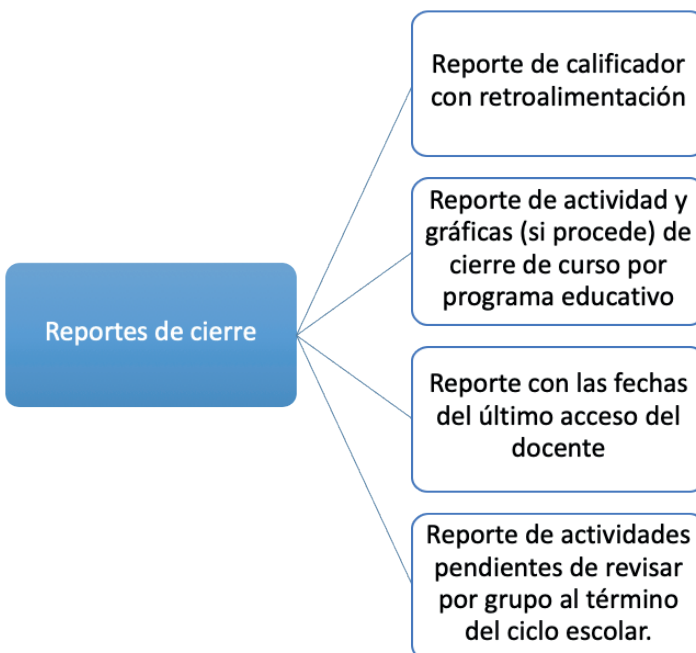 Reportes de cierre
Reporte de calificador
con retroalimentación
Reporte de actividad y
gráficas (si procede) de
cierre de curso por
programa educativo
Reporte con las fechas
del último acceso del
docente
Reporte de actividades
pendientes de revisar
por grupo al término
del ciclo escolar.